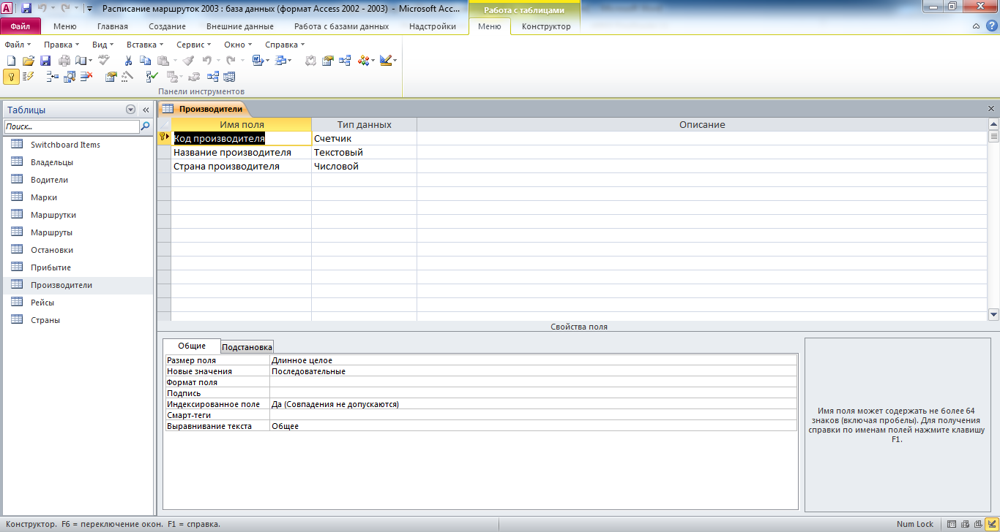 Расписание маршруток 2003 : база данных (формат Access 2002 - 2003) - Microsoft Acc...
Работа с таблицами
Файл Меню Главная Создание Внешние данные Работа с базами данных Надстройки Меню Конструктор
Файл Правка Вид Вставка Сервис Окно Справка
Панели инструментов
Таблицы
Поиск...
Switchboard Items
Владельцы
Водители
Марки
Маршрутки
Маршруты
Остановки
Прибытие
Производители
Рейсы
Страны
Производители
Имя поля Тип данных Описание
Код производителя Счетчик
Название производителя Текстовый
Страна производителя Числовой
Свойства поля
Общие Подстановка
Размер поля Длинное целое
Новые значения Последовательные
Формат поля
Подпись
Индексированное поле Да (Совпадения не допускаются)
Смарт-теги
Выравнивание текста Общее
Имя поля может содержать не более 64
знаков (включая пробелы). Для получения
справки по именам полей нажмите клавишу
F1.
Конструктор. F6 = переключение окон. F1 = справка.
Num Lock